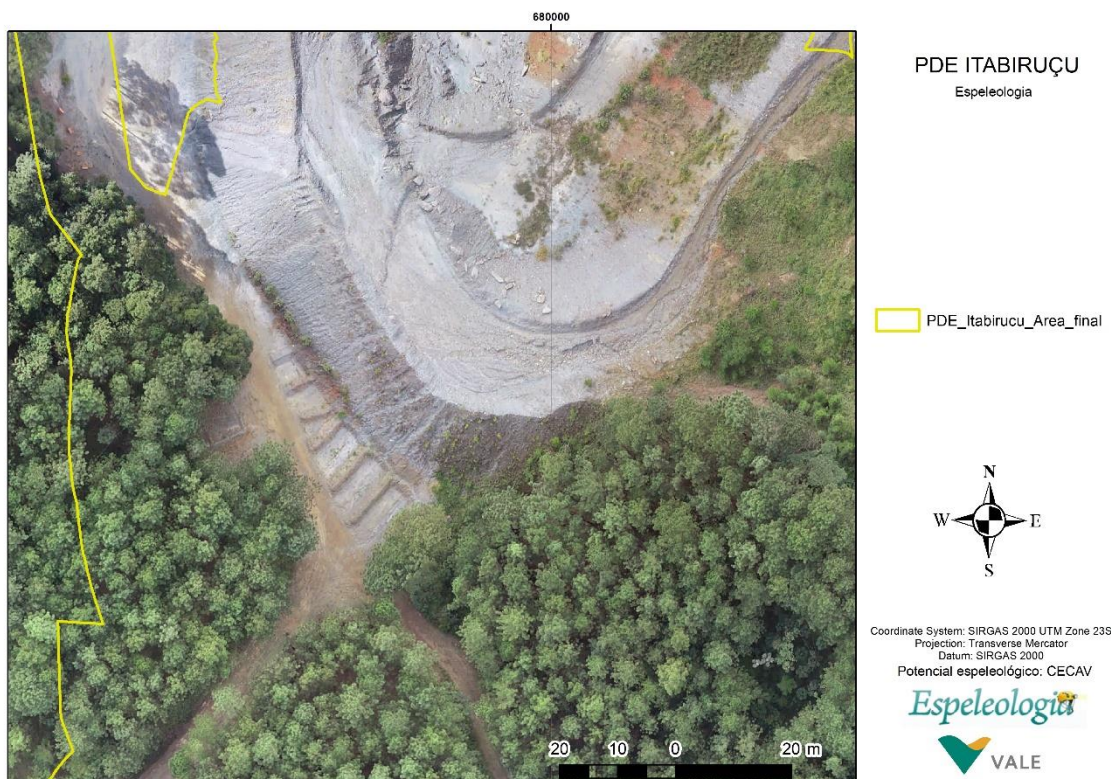 680000
PDE ITABIRUÇU
Espeleologia
PDE_Itabirucu_Area_final
N
W E
S
Coordinate System: SIRGAS 2000 UTM Zone 23S
Projection: Transverse Mercator
Datum: SIRGAS 2000
Potencial espeleológico: CECAV
Espeleologia
VALE
20 10 0 20 m